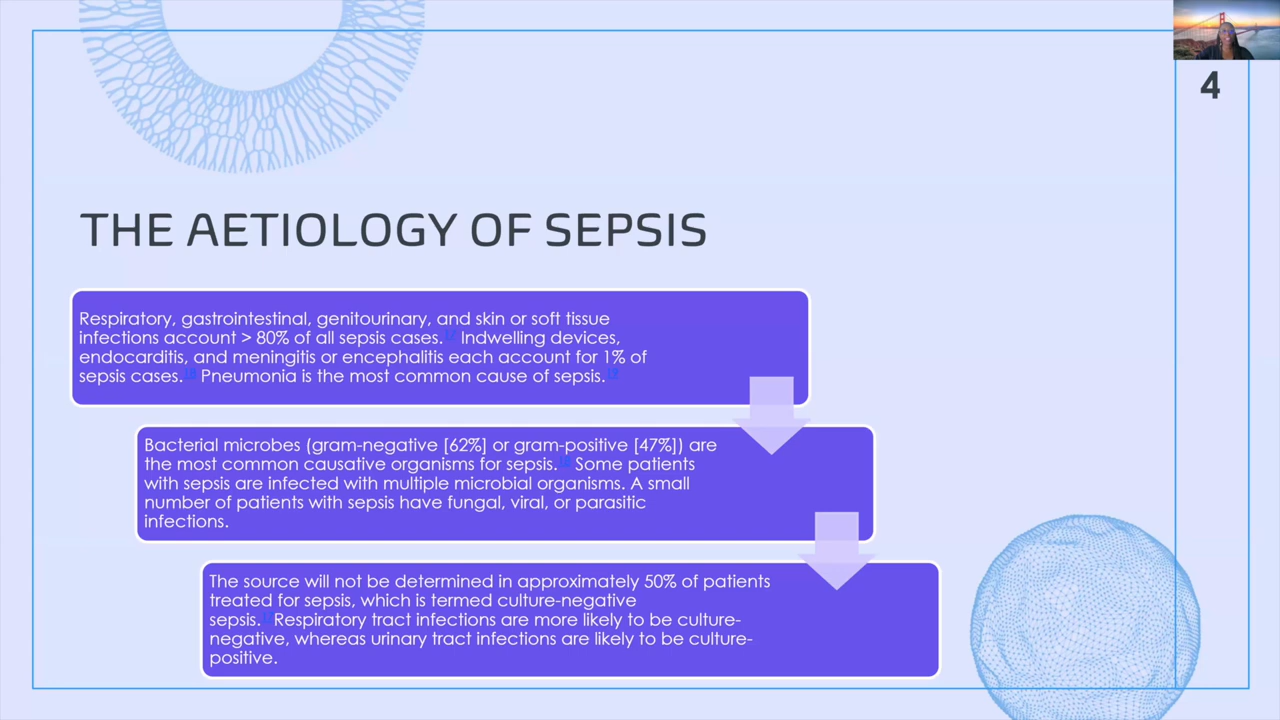 4
THE AETIOLOGY OF SEPSIS
Respiratory, gastrointestinal, genitourinary, and skin or soft tissue
infections account > 80% of all sepsis cases. Indwelling devices,
endocarditis, and meningitis or encephalitis each account for 1% of
sepsis cases.18 Pneumonia is the most common cause of sepsis.19
Bacterial microbes (gram-negative [62%] or gram-positive [47%]) are
the most common causative organisms for sepsis. Some patients
with sepsis are infected with multiple microbial organisms. A small
number of patients with sepsis have fungal, viral, or parasitic
infections.
The source will not be determined in approximately 50% of patients
treated for sepsis, which is termed culture-negative
sepsis. Respiratory tract infections are more likely to be culture-
negative, whereas urinary tract infections are likely to be culture-
positive.